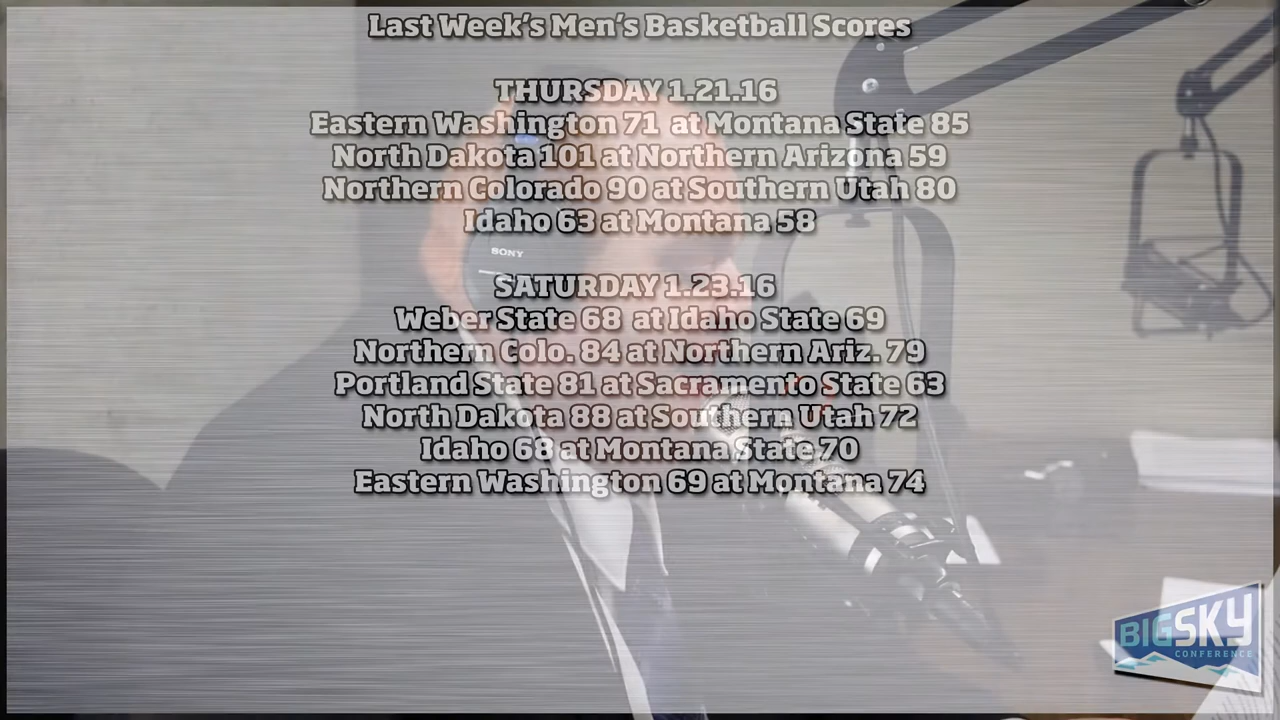 Last Week's Men's Basketball Scores
THURSDAY 1.21.16
Eastern Washington 71 at Montana State 85
North Dakota 101 at Northern Arizona 59
Northern Colorado 90 at Southern Utah 80
Idaho 63 at Montana 58
SONY
SATURDAY 1.23.16
Weber State 68 at Idaho State 69
Northern Colo. 84 at Northern Ariz. 79
Portland State 81 at Sacramento State 63
North Dakota 88 at Southern Utah 72
Idaho 68 at Montana State 70
Eastern Washington 69 at Montana 74
BIGSKY
CONFERENCE